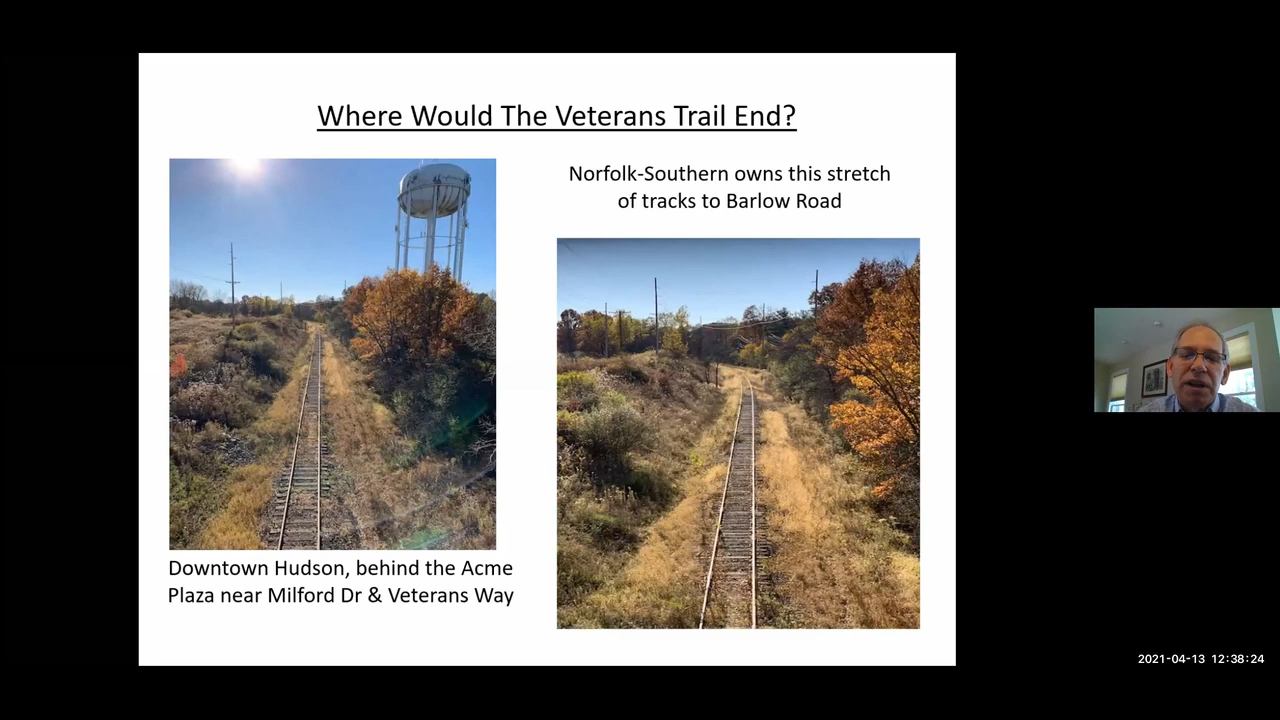 Where Would The Veterans Trail End?
Norfolk-Southern owns this stretch
of tracks to Barlow Road
Downtown Hudson, behind the Acme
Plaza near Milford Dr & Veterans Way
2021-04-13 12:38:24